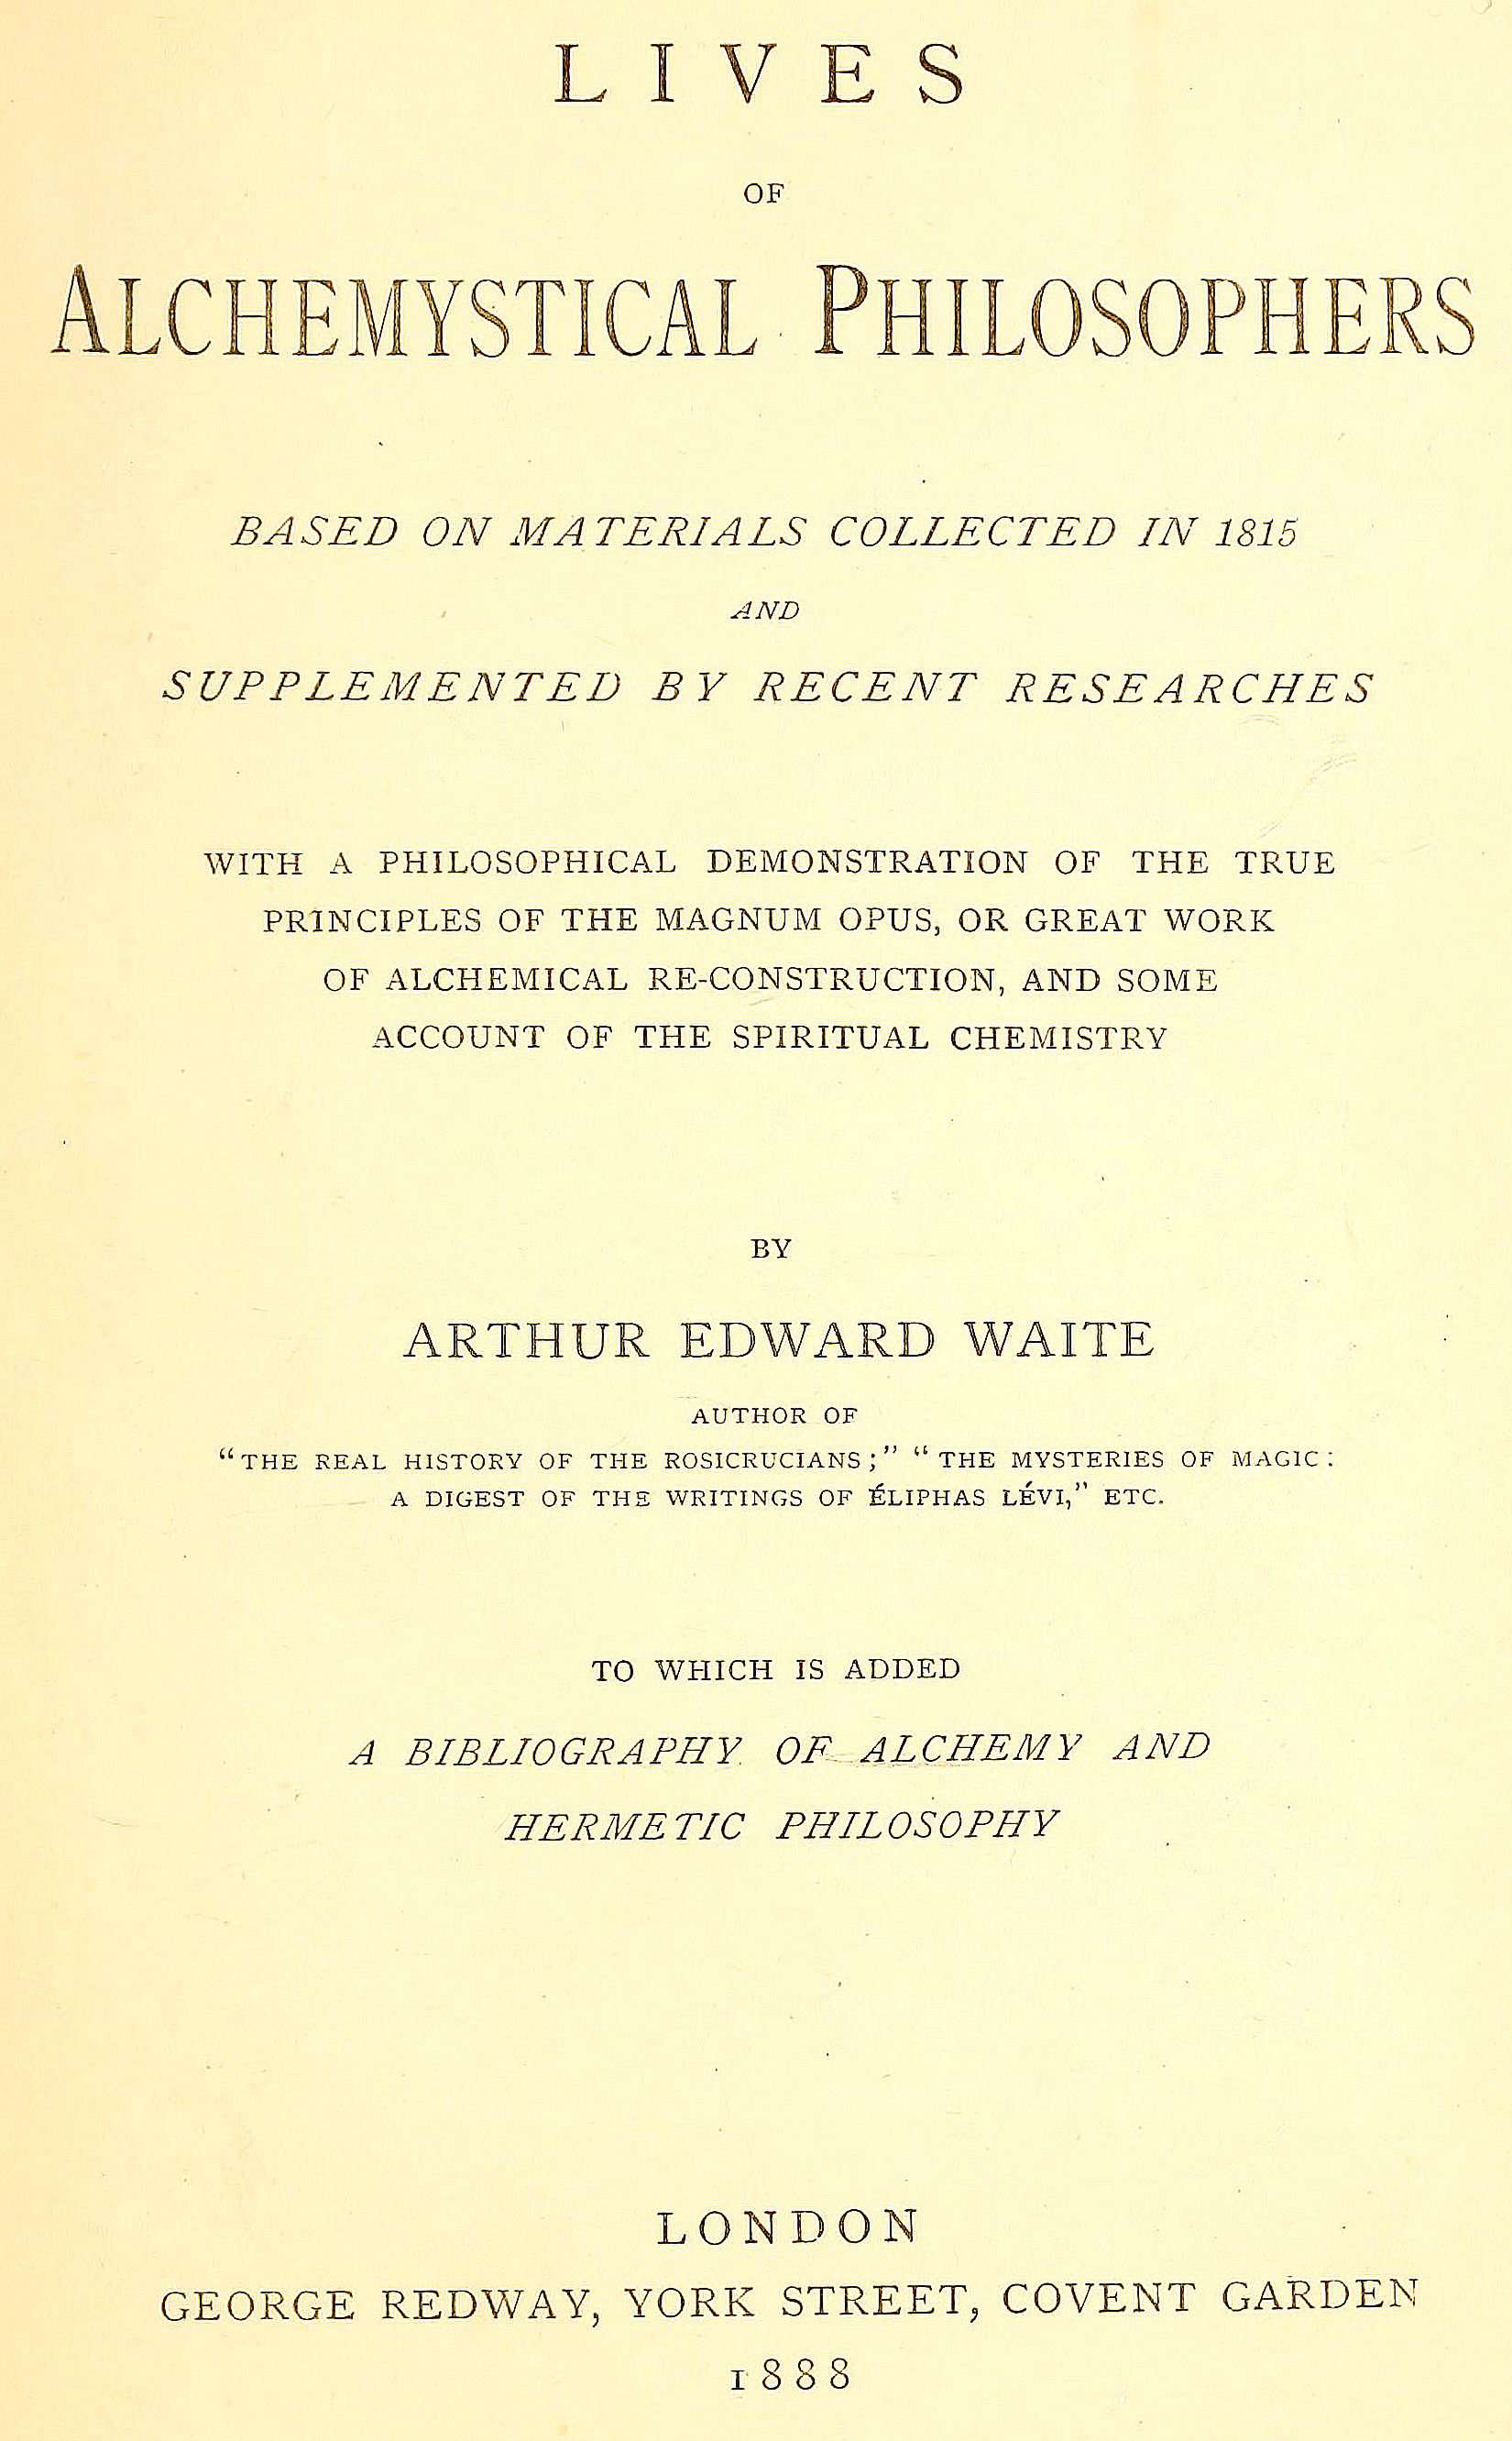 LIVES
OF
ALCHEMYSTICAL PHILOSOPHERS
BASED ON MATERIALS COLLECTED IN 1815
AND
SUPPLEMENTED BY RECENT RESEARCHES
WITH A PHILOSOPHICAL DEMONSTRATION OF THE TRUE
PRINCIPLES OF THE MAGNUM OPUS, OR GREAT WORK
OF ALCHEMICAL RE-CONSTRUCTION, AND SOME
ACCOUNT OF THE SPIRITUAL CHEMISTRY
BY
ARTHUR EDWARD WAITE
AUTHOR OF
“THE REAL HISTORY OF THE ROSICRUCIANS;” “THE MYSTERIES OF MAGIC:
A DIGEST OF THE WRITINGS OF ÉLIPHAS LÉVI,” ETC.
TO WHICH IS ADDED
A BIBLIOGRAPHY OF ALCHEMY AND
HERMETIC PHILOSOPHY
LONDON
GEORGE REDWAY, YORK STREET, COVENT GARDEN
1888